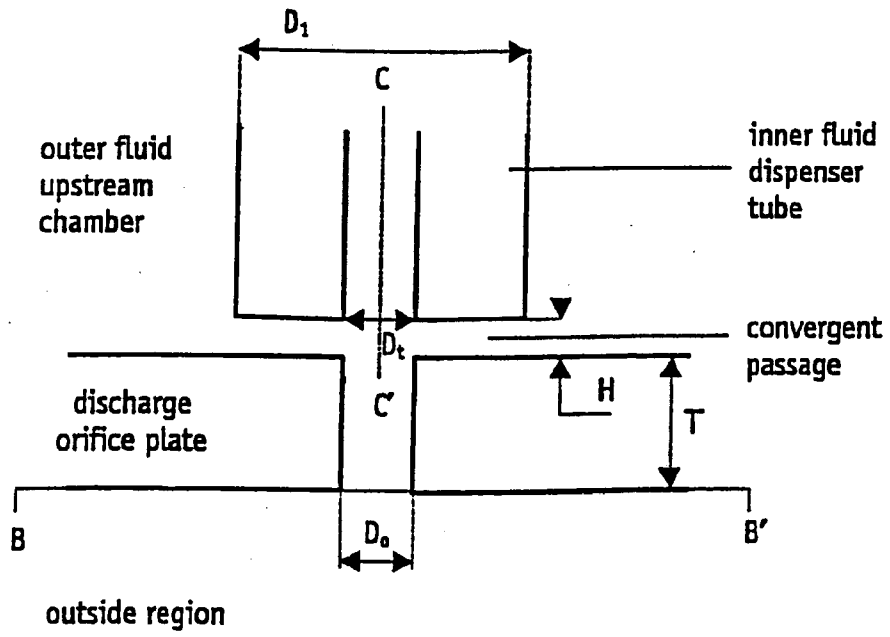 D₁
C
outer fluid
upstream
chamber
inner fluid
dispenser
tube
Dₜ
convergent
passage
C'
H
T
discharge
orifice plate
B
Dₒ
B'
outside region